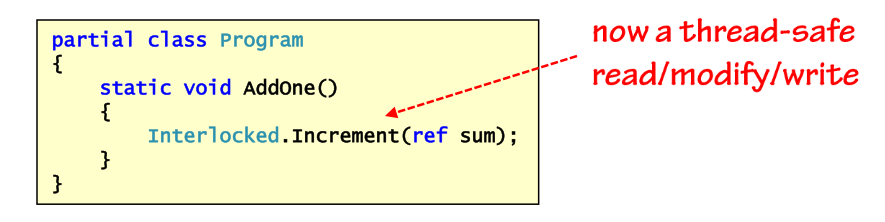 partial class Program
{
    static void AddOne()
    {
        Interlocked.Increment(ref sum);
    }
}
now a thread-safe
read/modify/write